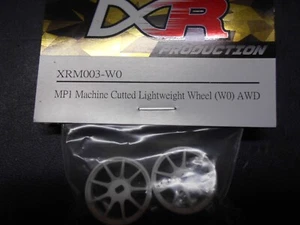 XR
PRODUCTION
XRM003-W0
MP1 Machine Cutted Lightweight Wheel (W0) AWD